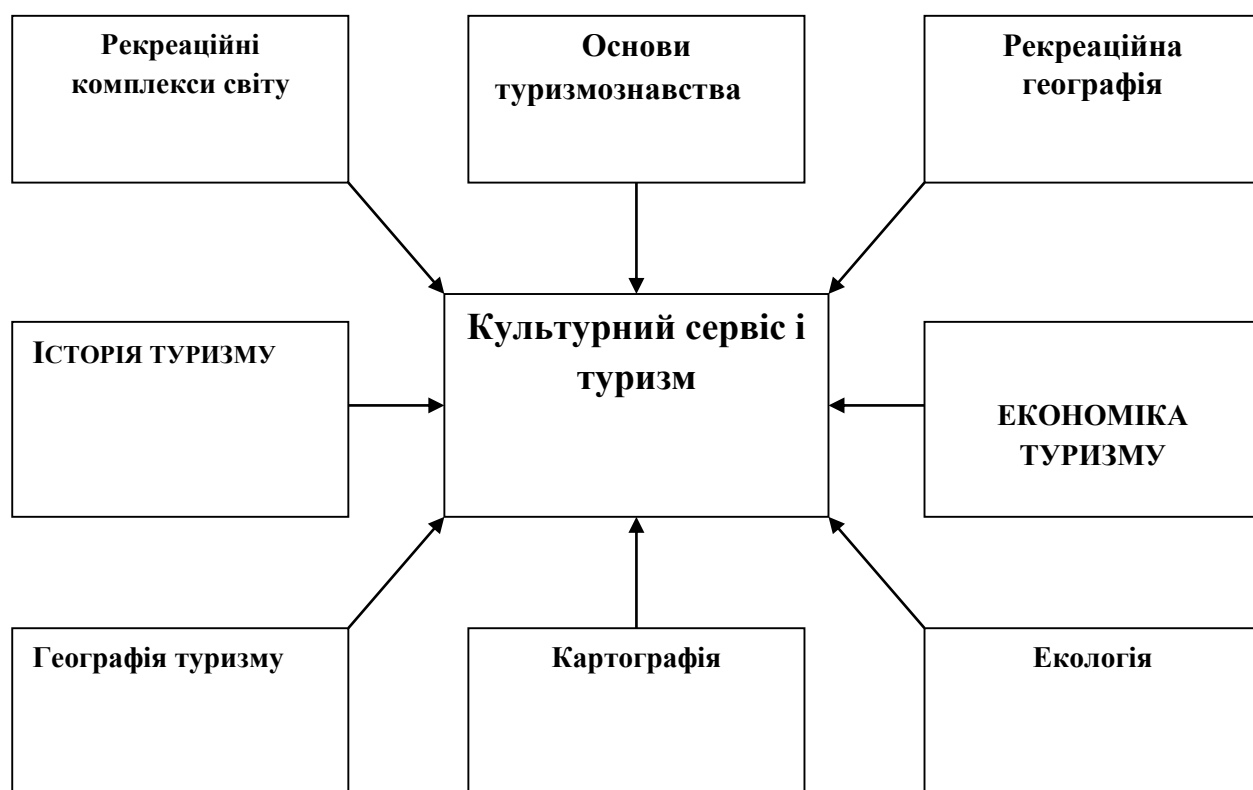 Рекреаційні
комплекси світу
Основи
туризмознавства
Рекреаційна
географія
ІСТОРІЯ ТУРИЗМУ
Культурний сервіс і
туризм
ЕКОНОМІКА
ТУРИЗМУ
Географія туризму
Картографія
Екологія